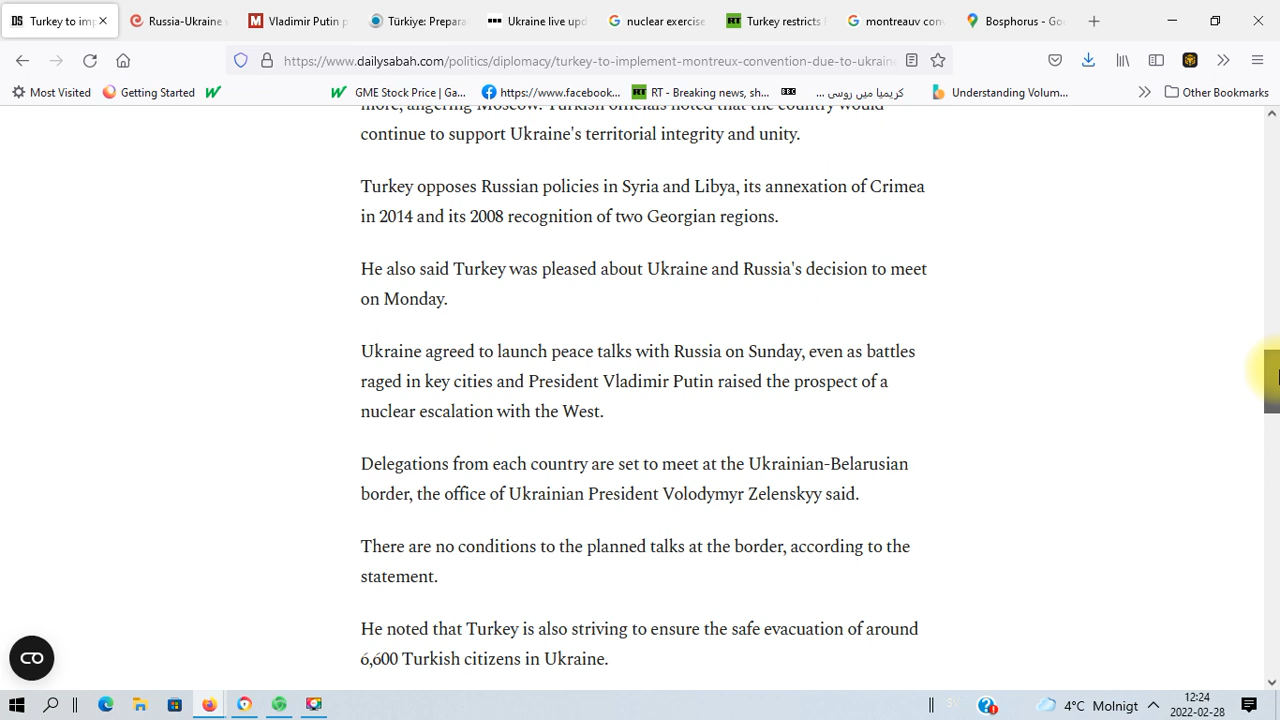 Turkey to im
Russia-Ukraine
Vladimir Putin p
Türkiye: Prepara
Ukraine live upd
nuclear exercise
Turkey restricts
montreauv con
Bosphorus - Go
https://www.dailysabah.com/politics/diplomacy/turkey-to-implement-montreux-convention-due-to-ukraine
Most Visited
Getting Started
GME Stock Price | Ga...
https://www.facebook...
RT - Breaking news, sh...
BBC
کریمیا میں روسی ...
Understanding Volum...
Other Bookmarks
more, angering Moscow. Turkish officials noted that the country would
continue to support Ukraine's territorial integrity and unity.
Turkey opposes Russian policies in Syria and Libya, its annexation of Crimea
in 2014 and its 2008 recognition of two Georgian regions.
He also said Turkey was pleased about Ukraine and Russia's decision to meet
on Monday.
Ukraine agreed to launch peace talks with Russia on Sunday, even as battles
raged in key cities and President Vladimir Putin raised the prospect of a
nuclear escalation with the West.
Delegations from each country are set to meet at the Ukrainian-Belarusian
border, the office of Ukrainian President Volodymyr Zelenskyy said.
There are no conditions to the planned talks at the border, according to the
statement.
He noted that Turkey is also striving to ensure the safe evacuation of around
6,600 Turkish citizens in Ukraine.
4°C Molnigt
12:24
2022-02-28